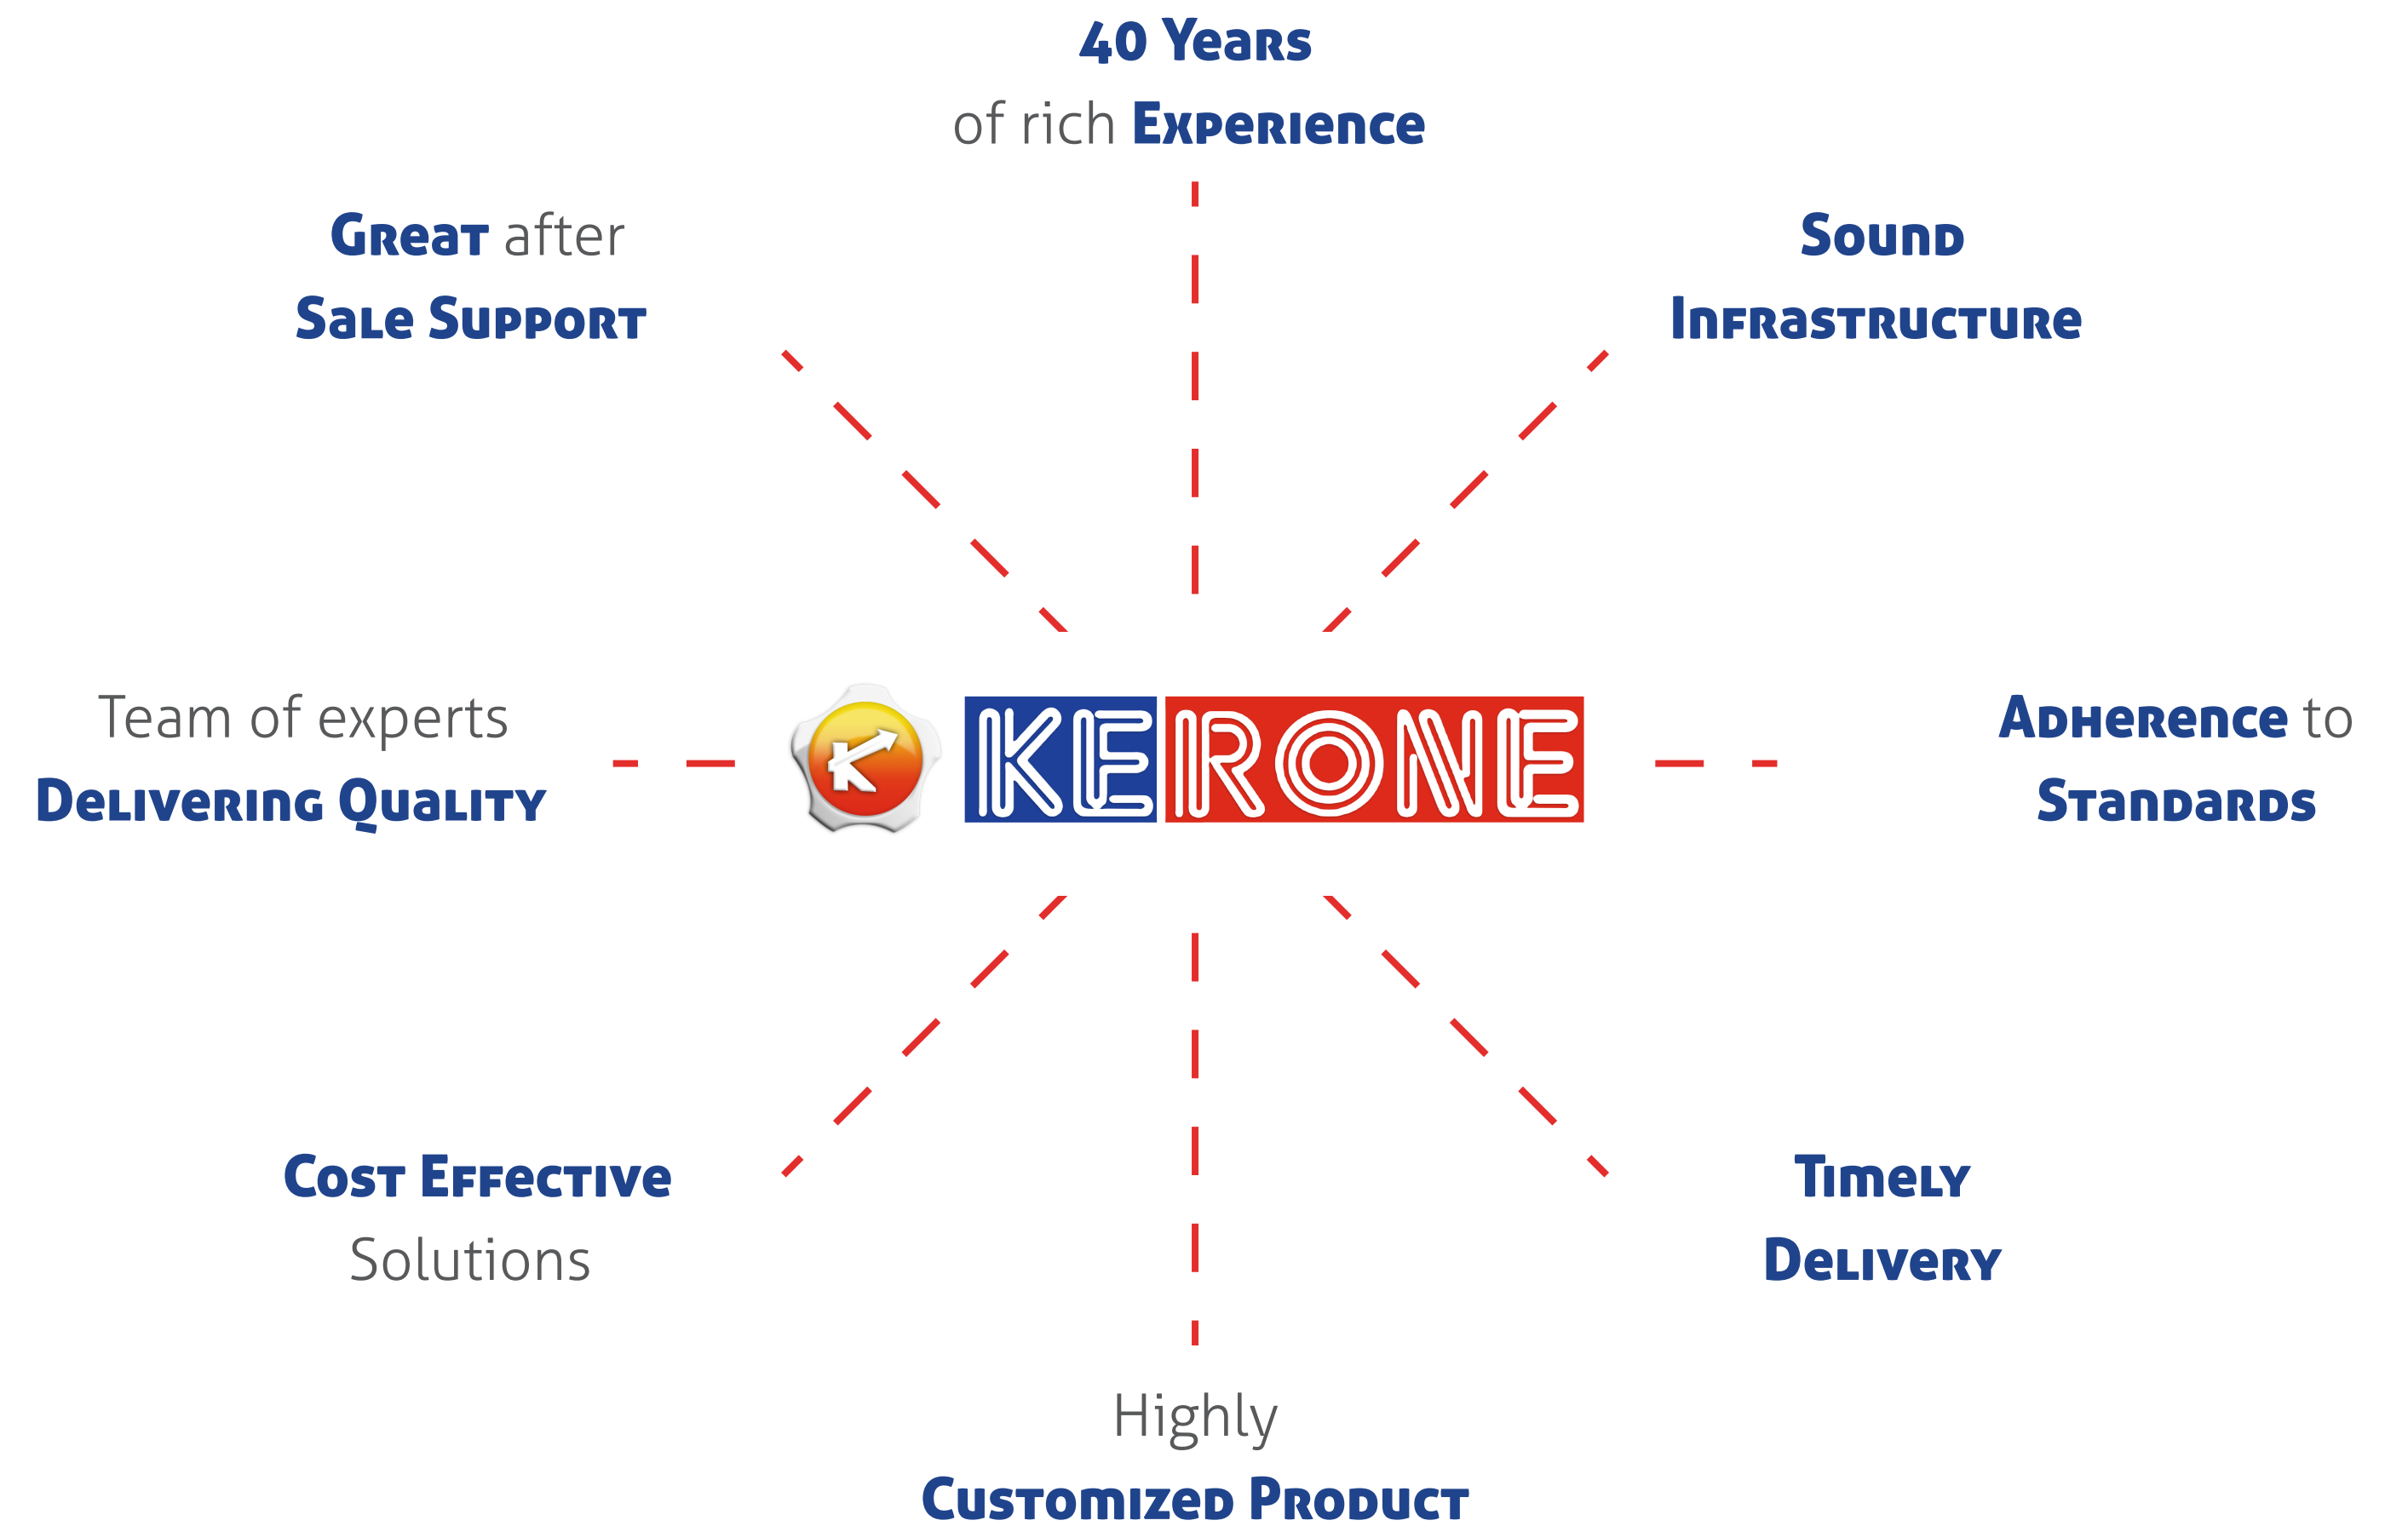 40 Years
of rich Experience
Great after
Sale Support
Sound
Infrastructure
Team of experts
Delivering Quality
K KERONE
Adherence to
Standards
Cost Effective
Solutions
Timely
Delivery
Highly
Customized Product